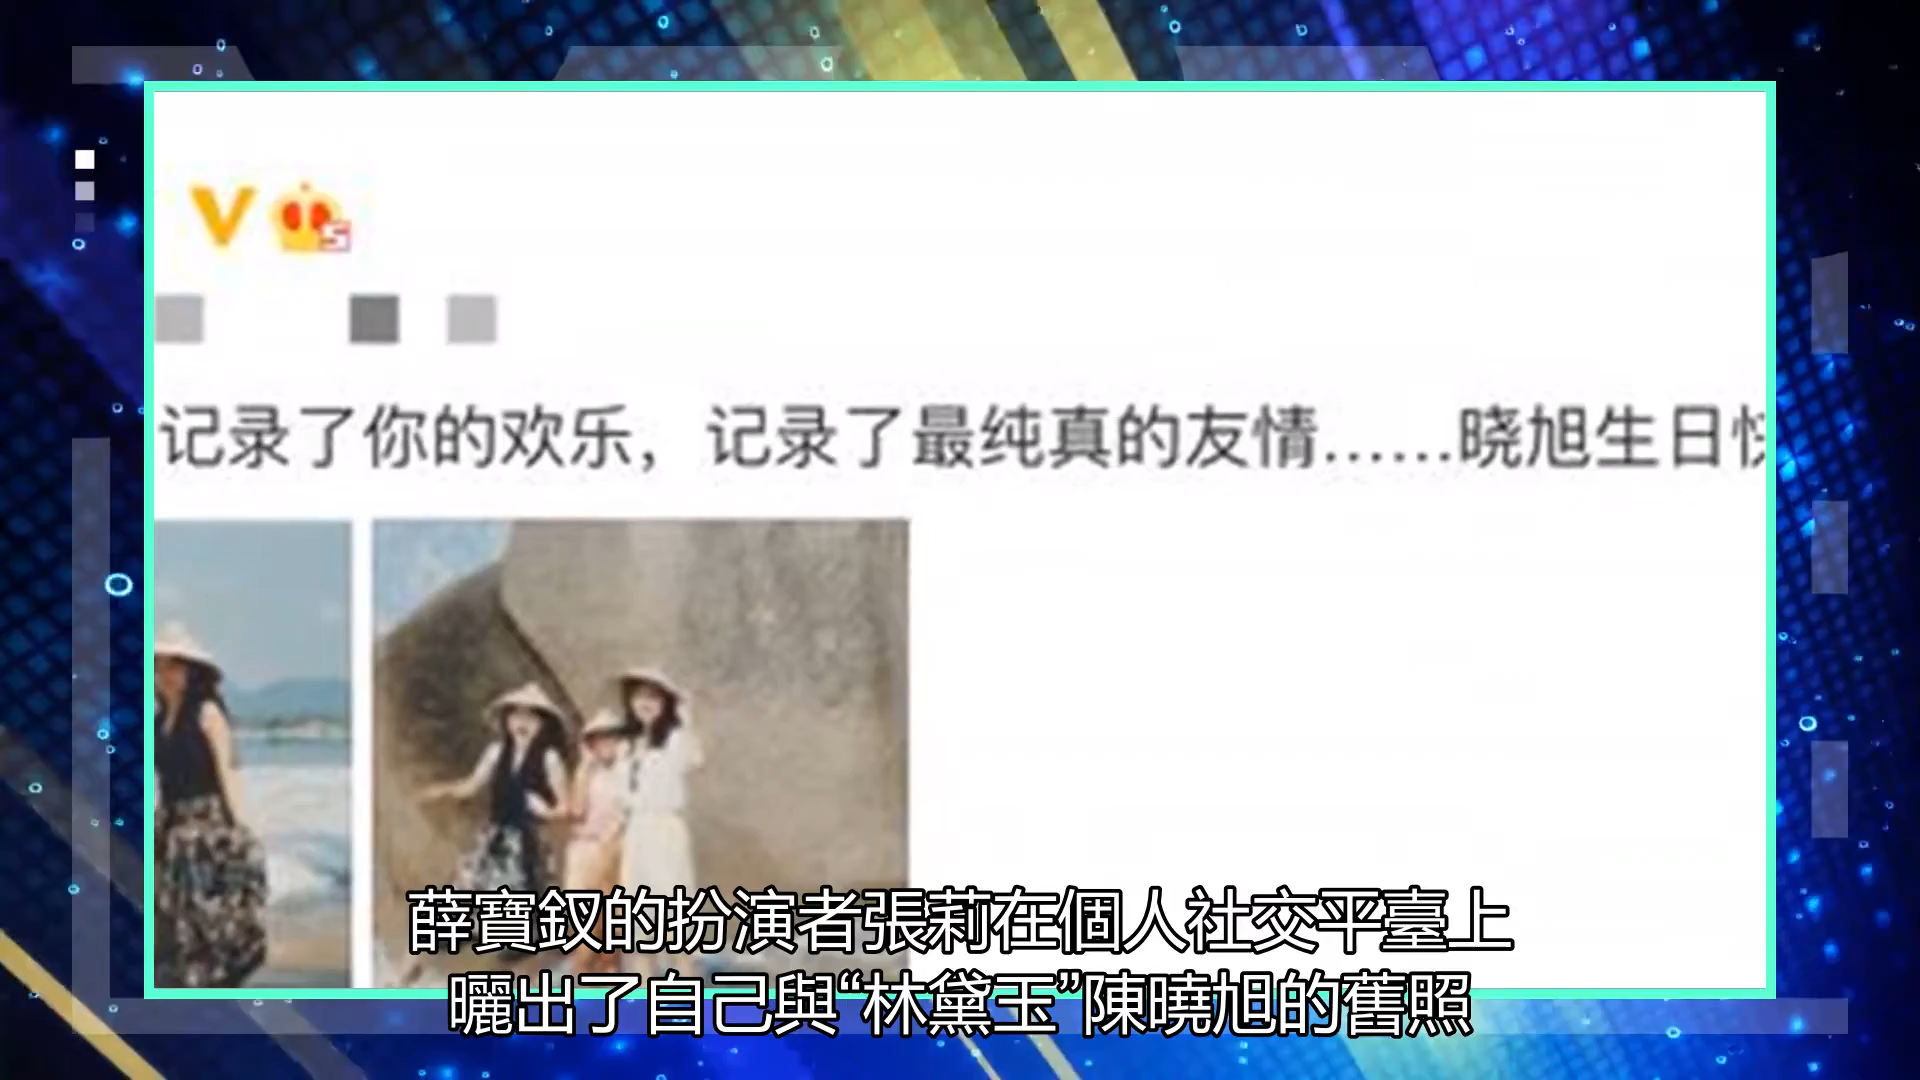 V 5
记录了你的欢乐，记录了最纯真的友情……晓旭生日快
薛寶釵的扮演者張莉在個人社交平臺上
曬出了自己與“林黛玉”陳曉旭的舊照